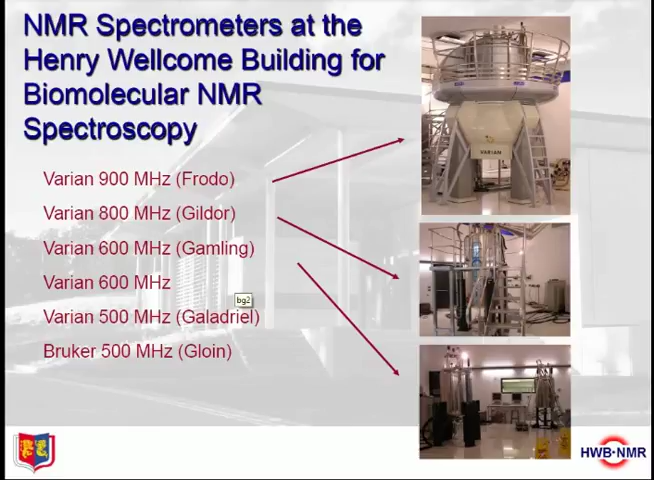 NMR Spectrometers at the
Henry Wellcome Building for
Biomolecular NMR
Spectroscopy
Varian 900 MHz (Frodo)
Varian 800 MHz (Gildor)
Varian 600 MHz (Gamling)
Varian 600 MHz
Varian 500 MHz (Galadriel)
Bruker 500 MHz (Gloin)
bg2
VARIAN
HWB·NMR